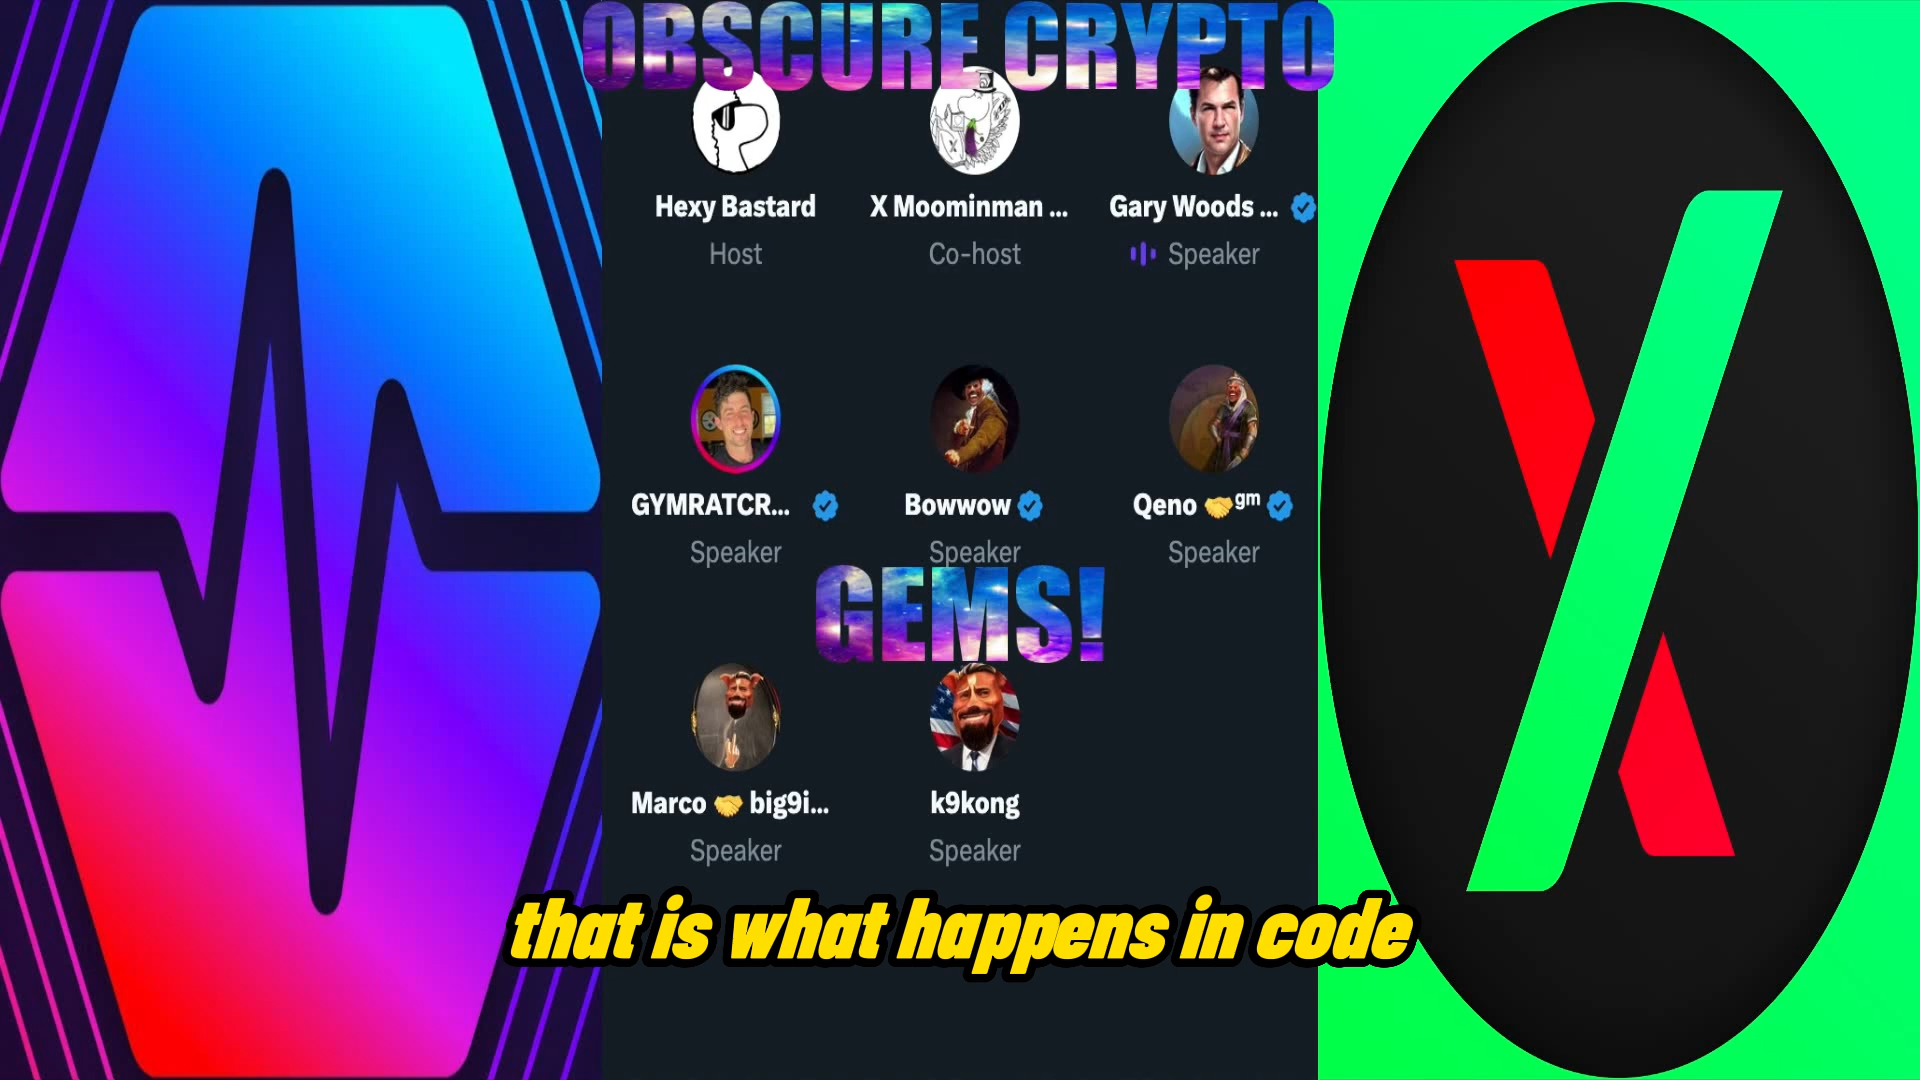 OBSCURE CRYPTO
Hexy Bastard
X Moominman ...
Gary Woods ...
Host
Co-host
Speaker
GYMRATCR...
Bowwow
Qeno 🤝gm
Speaker
Speaker
Speaker
GEMS!
Marco 🤝 big9i...
k9kong
Speaker
Speaker
that is what happens in code